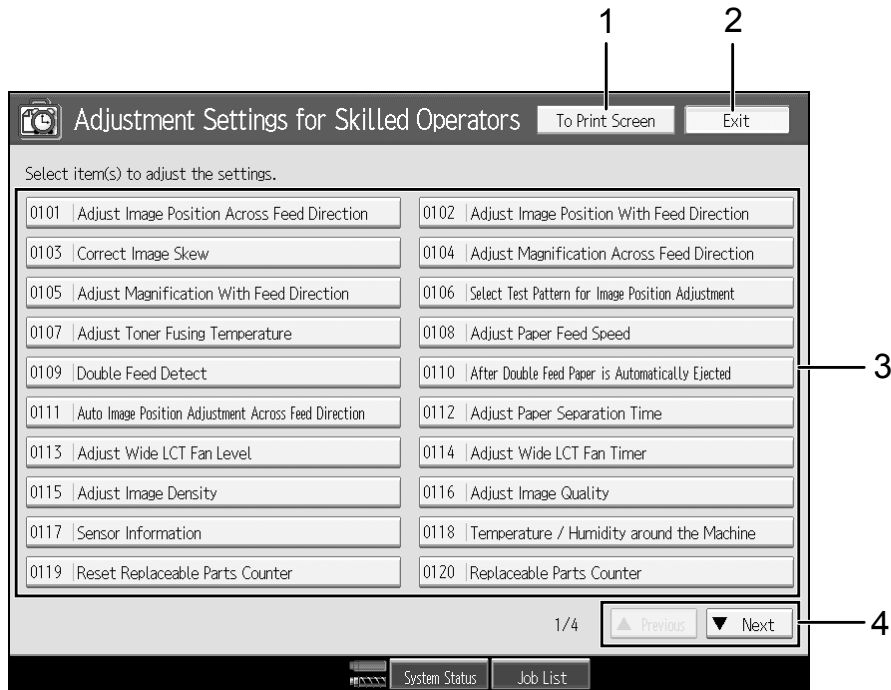 1 2
Adjustment Settings for Skilled Operators To Print Screen Exit
Select item(s) to adjust the settings.
0101 Adjust Image Position Across Feed Direction 0102 Adjust Image Position With Feed Direction
0103 Correct Image Skew 0104 Adjust Magnification Across Feed Direction
0105 Adjust Magnification With Feed Direction 0106 Select Test Pattern for Image Position Adjustment
0107 Adjust Toner Fusing Temperature 0108 Adjust Paper Feed Speed
0109 Double Feed Detect 0110 After Double Feed Paper is Automatically Ejected 3
0111 Auto Image Position Adjustment Across Feed Direction 0112 Adjust Paper Separation Time
0113 Adjust Wide LCT Fan Level 0114 Adjust Wide LCT Fan Timer
0115 Adjust Image Density 0116 Adjust Image Quality
0117 Sensor Information 0118 Temperature / Humidity around the Machine
0119 Reset Replaceable Parts Counter 0120 Replaceable Parts Counter
1/4 ▲ Previous ▼ Next 4
System Status Job List